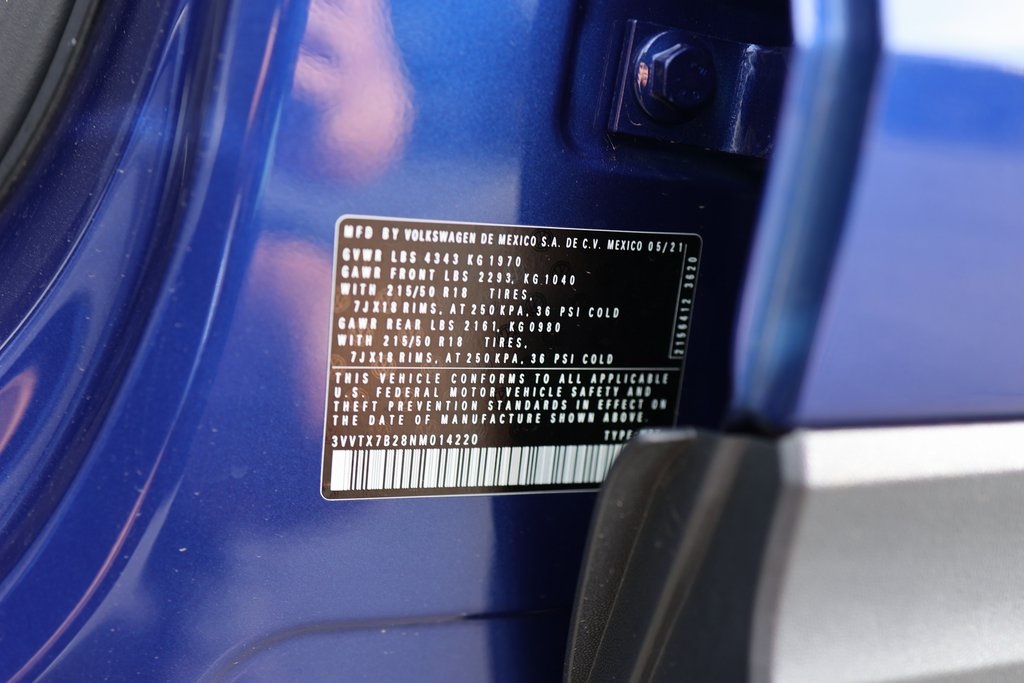 MFD BY VOLKSWAGEN DE MEXICO S.A. DE C.V. MEXICO 05/21
GVWR LBS 4343 KG 1970
GAWR FRONT LBS 2293, KG 1040
WITH 215/50 R18 TIRES,
7JX18 RIMS, AT 250 KPA, 36 PSI COLD
GAWR REAR LBS 2161, KG 0980
WITH 215/50 R18 TIRES,
7JX18 RIMS, AT 250 KPA, 36 PSI COLD
2150412 3620
THIS VEHICLE CONFORMS TO ALL APPLICABLE
U.S. FEDERAL MOTOR VEHICLE SAFETY AND
THEFT PREVENTION STANDARDS IN EFFECT ON
THE DATE OF MANUFACTURE SHOWN ABOVE.
3VVTX7B28NM014220 TYPE